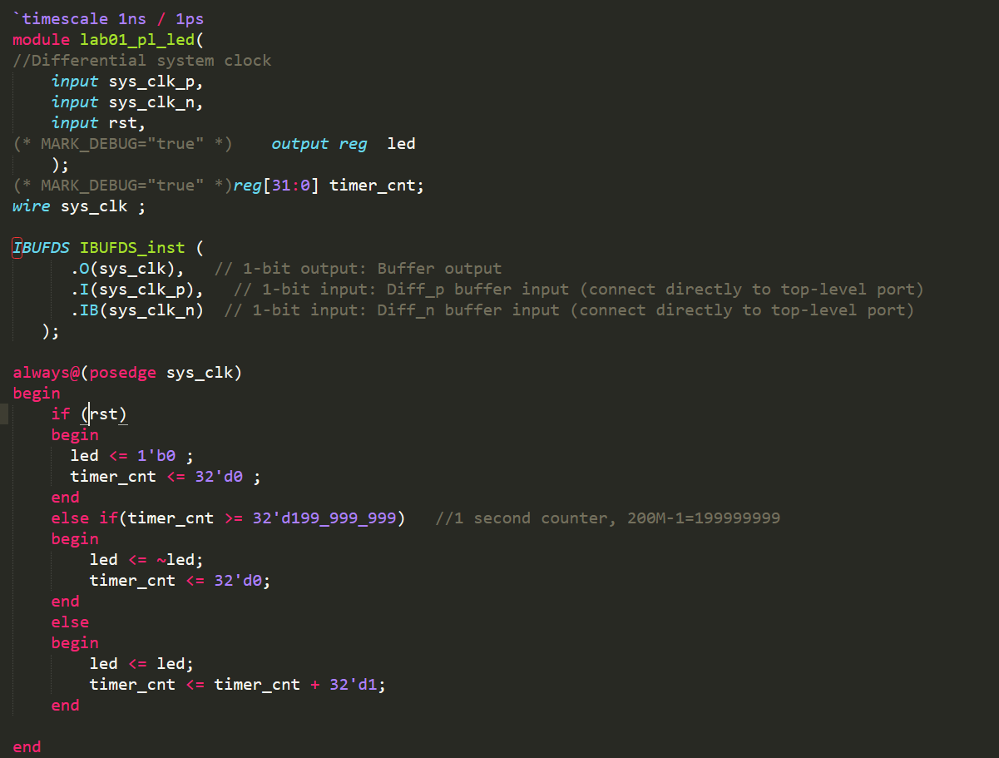 `timescale 1ns / 1ps
module lab01_pl_led(
//Differential system clock
    input sys_clk_p,
    input sys_clk_n,
    input rst,
(* MARK_DEBUG="true" *)    output reg  led
    );
(* MARK_DEBUG="true" *)reg[31:0] timer_cnt;
wire sys_clk ;
IBUFDS IBUFDS_inst (
      .O(sys_clk),   // 1-bit output: Buffer output
      .I(sys_clk_p),   // 1-bit input: Diff_p buffer input (connect directly to top-level port)
      .IB(sys_clk_n)  // 1-bit input: Diff_n buffer input (connect directly to top-level port)
   );
always@(posedge sys_clk)
begin
    if (rst)
    begin
      led <= 1'b0 ;
      timer_cnt <= 32'd0 ;
    end
    else if(timer_cnt >= 32'd199_999_999)   //1 second counter, 200M-1=199999999
    begin
        led <= ~led;
        timer_cnt <= 32'd0;
    end
    else
    begin
        led <= led;
        timer_cnt <= timer_cnt + 32'd1;
    end
end